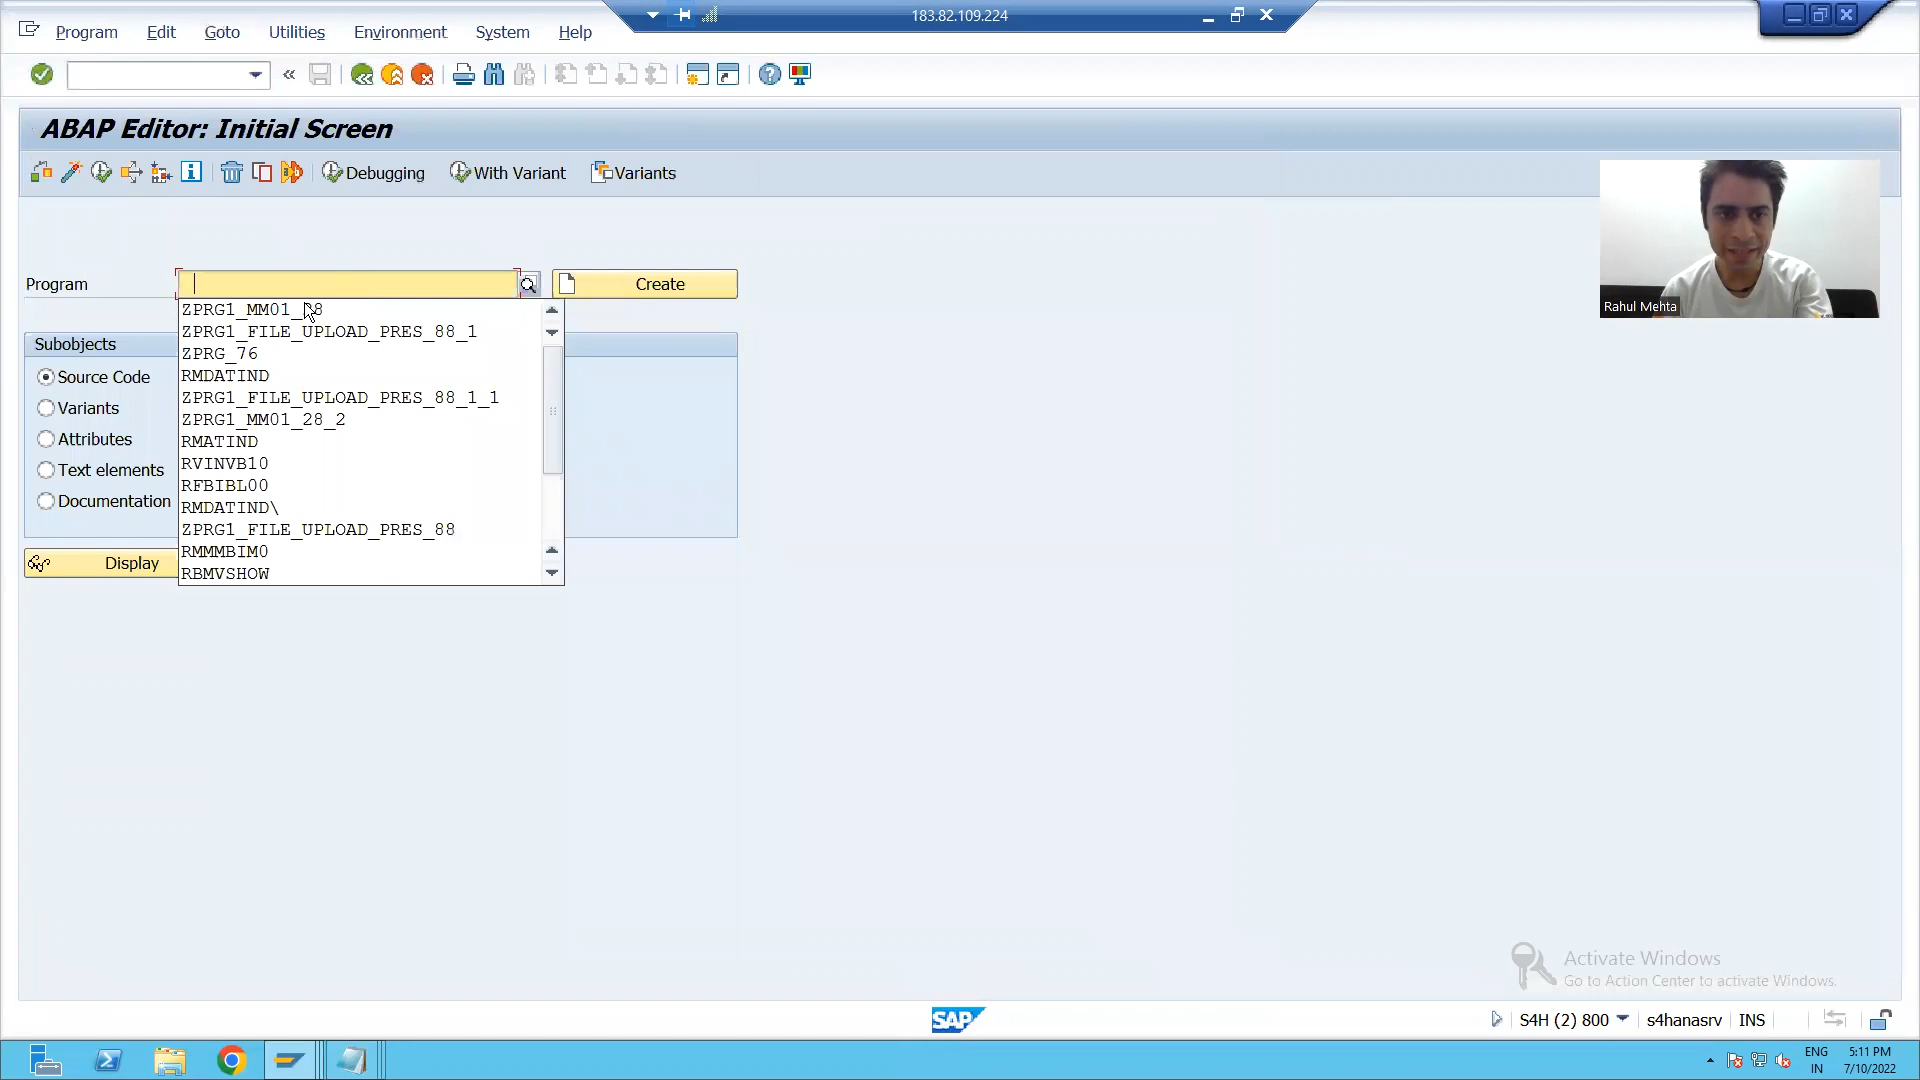 183.82.109.224
Program Edit Goto Utilities Environment System Help
ABAP Editor: Initial Screen
Debugging With Variant Variants
Rahul Mehta
Program
Create
ZPRG1_MM01_28
ZPRG1_FILE_UPLOAD_PRES_88_1
ZPRG_76
RMDATIND
ZPRG1_FILE_UPLOAD_PRES_88_1_1
ZPRG1_MM01_28_2
RMATIND
RVINVB10
RFBIBL00
RMDATIND\
ZPRG1_FILE_UPLOAD_PRES_88
RMMMBIM0
RBMVSHOW
Subobjects
Source Code
Variants
Attributes
Text elements
Documentation
Display
Activate Windows
Go to Action Center to activate Windows.
SAP
S4H (2) 800 s4hanasrv INS
ENG
IN
5:11 PM
7/10/2022